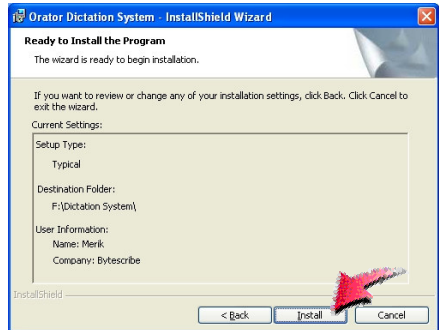 Orator Dictation System - InstallShield Wizard
Ready to Install the Program
The wizard is ready to begin installation.
If you want to review or change any of your installation settings, click Back. Click Cancel to
exit the wizard.
Current Settings:
Setup Type:
Typical
Destination Folder:
F:\Dictation System\
User Information:
Name: Merik
Company: Bytescribe
InstallShield
< Back Install Cancel